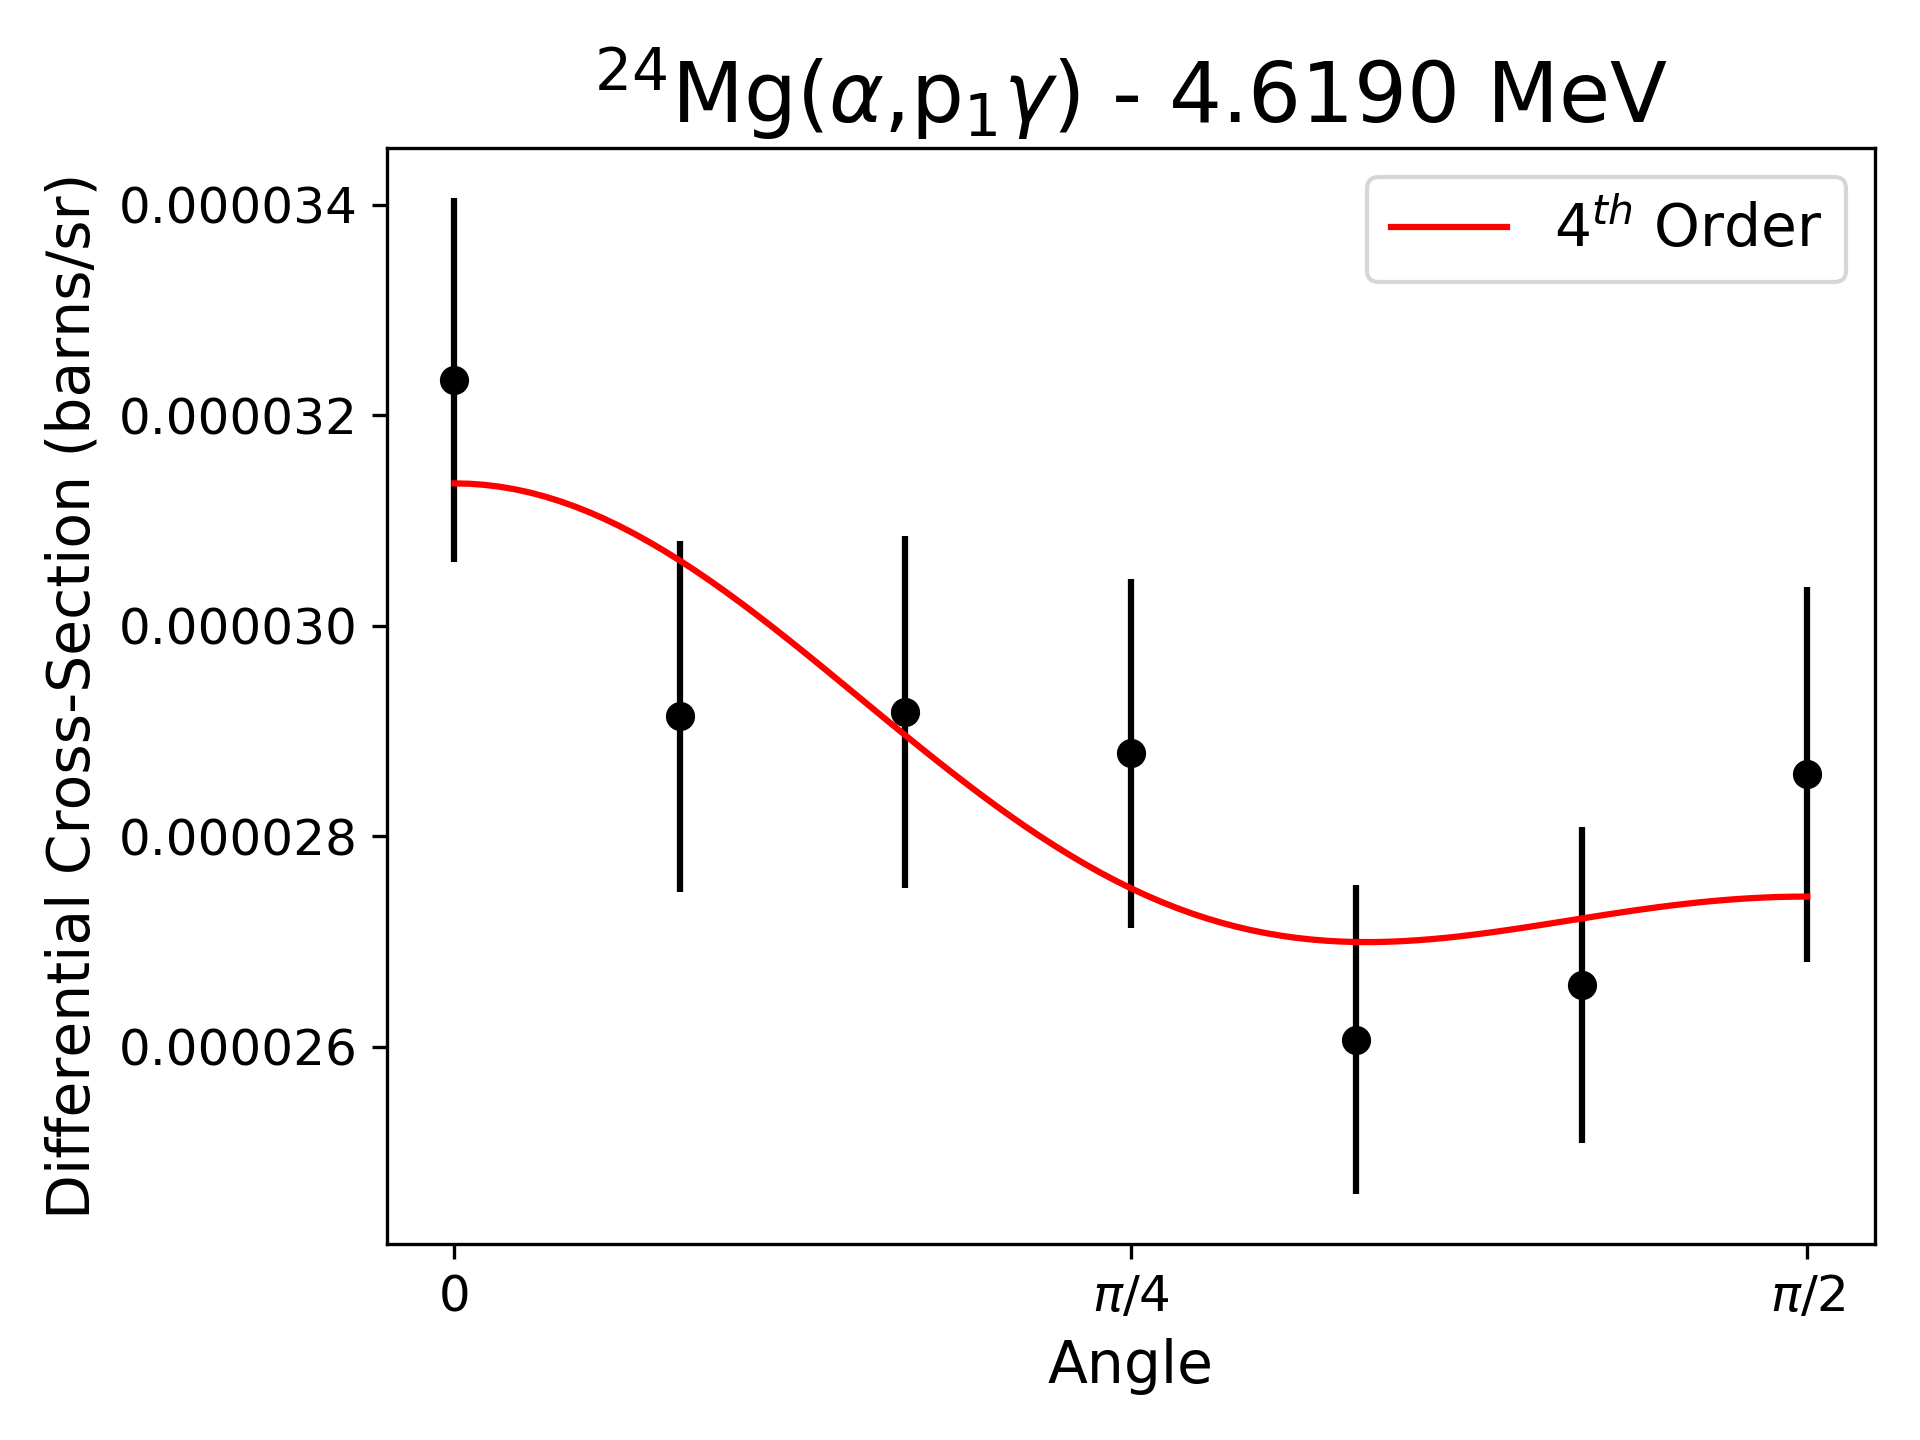 ²⁴Mg(α,p₁γ) - 4.6190 MeV
4ᵗʰ Order
Differential Cross-Section (barns/sr)
0.000034
0.000032
0.000030
0.000028
0.000026
0
π/4
π/2
Angle